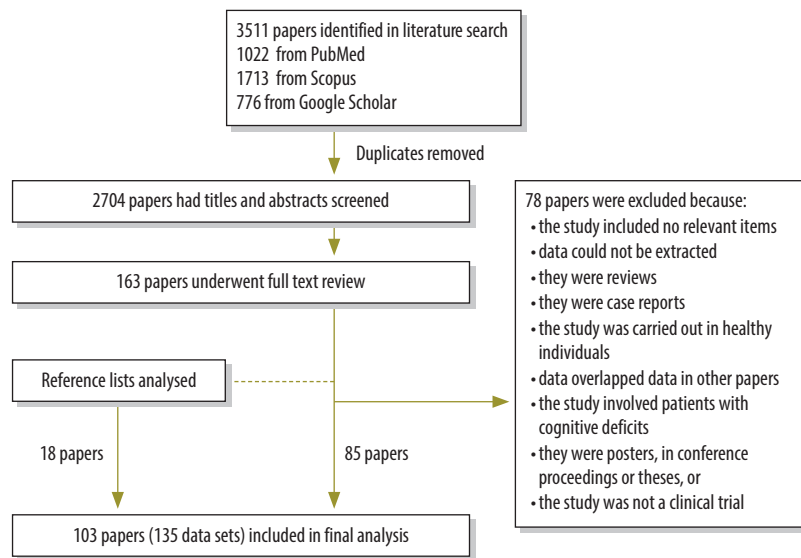 3511 papers identified in literature search
1022 from PubMed
1713 from Scopus
776 from Google Scholar
Duplicates removed
2704 papers had titles and abstracts screened
163 papers underwent full text review
Reference lists analysed
18 papers
85 papers
103 papers (135 data sets) included in final analysis
78 papers were excluded because:
• the study included no relevant items
• data could not be extracted
• they were reviews
• they were case reports
• the study was carried out in healthy
individuals
• data overlapped data in other papers
• the study involved patients with
cognitive deficits
• they were posters, in conference
proceedings or theses, or
• the study was not a clinical trial